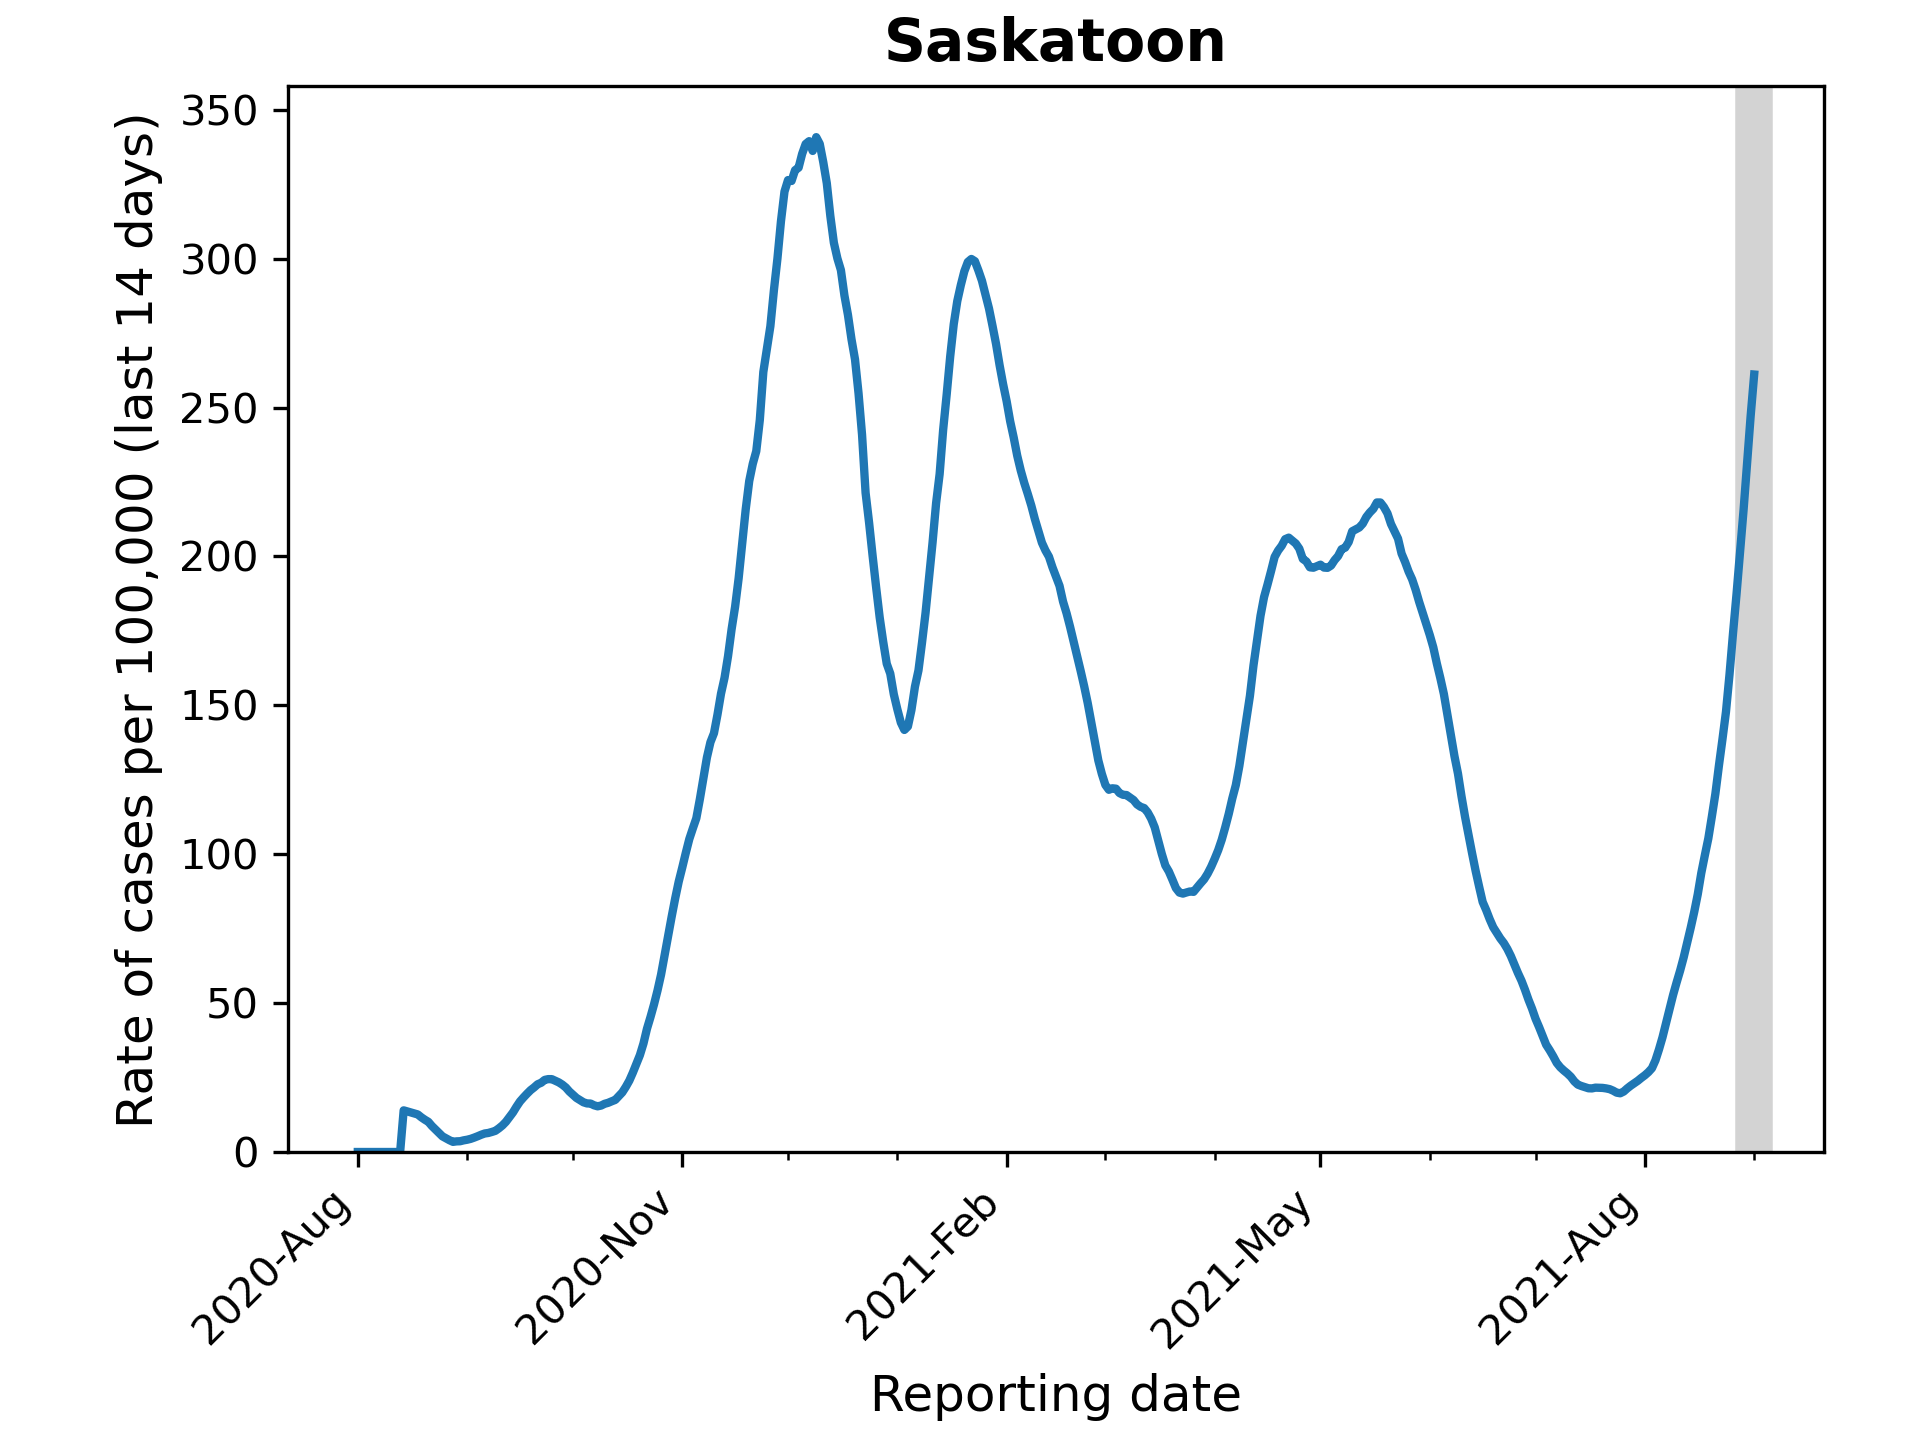 Saskatoon
Rate of cases per 100,000 (last 14 days)
350
300
250
200
150
100
50
0
2020-Aug
2020-Nov
2021-Feb
2021-May
2021-Aug
Reporting date